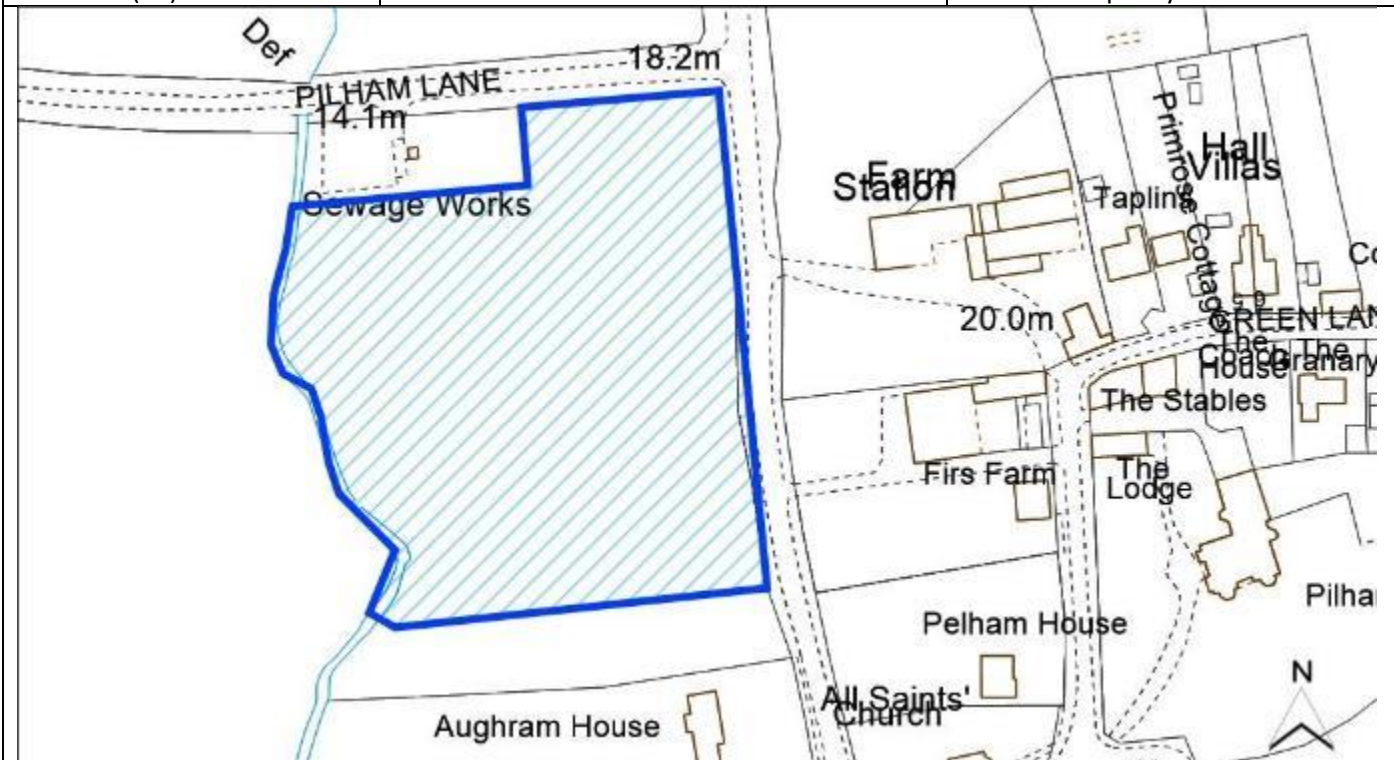 Def
18.2m
PILHAM LANE
14.1m
Sewage Works
Farm
Station
Primrose Cottage
Hall
Villas
Taplins
Co
20.0m
GREEN LAN
The
Coach
House
The
Granary
The Stables
Firs Farm
The
Lodge
Pilha
Pelham House
All Saints'
Church
Aughram House
N